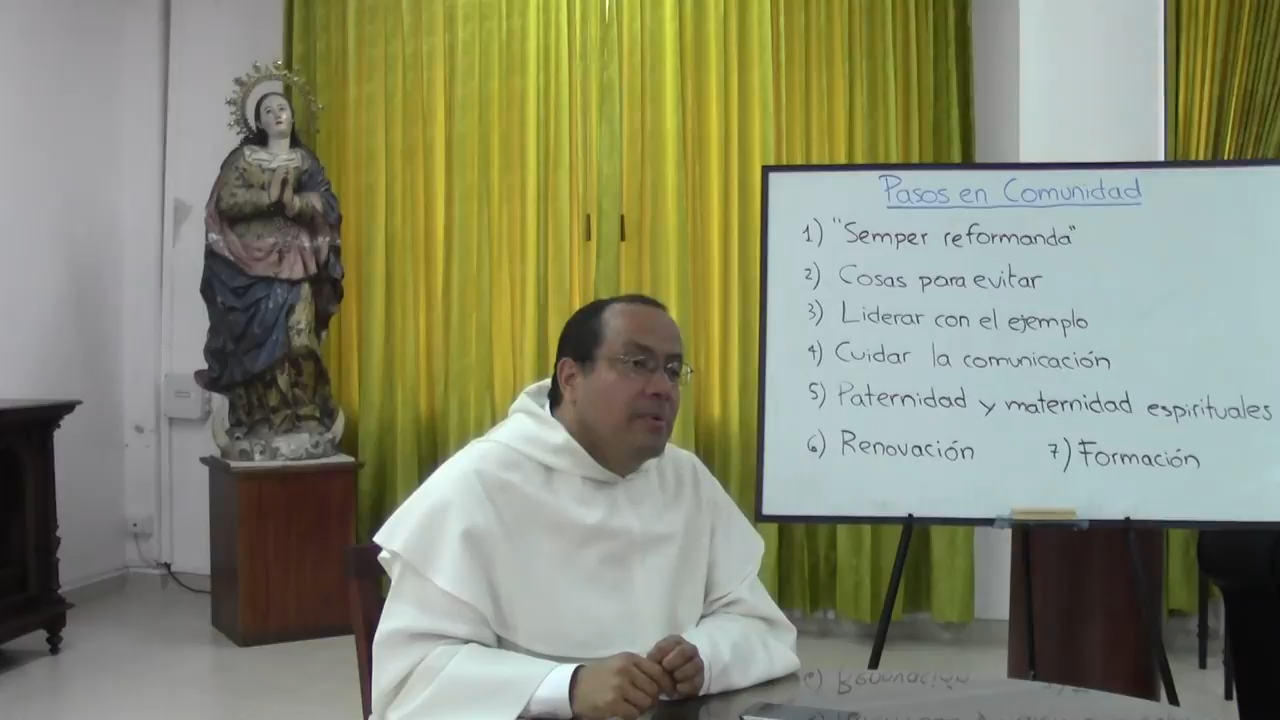 Pasos en Comunidad
1) "Semper reformanda"
2) Cosas para evitar
3) Liderar con el ejemplo
4) Cuidar la comunicación
5) Paternidad y maternidad espirituales
6) Renovación 7) Formación